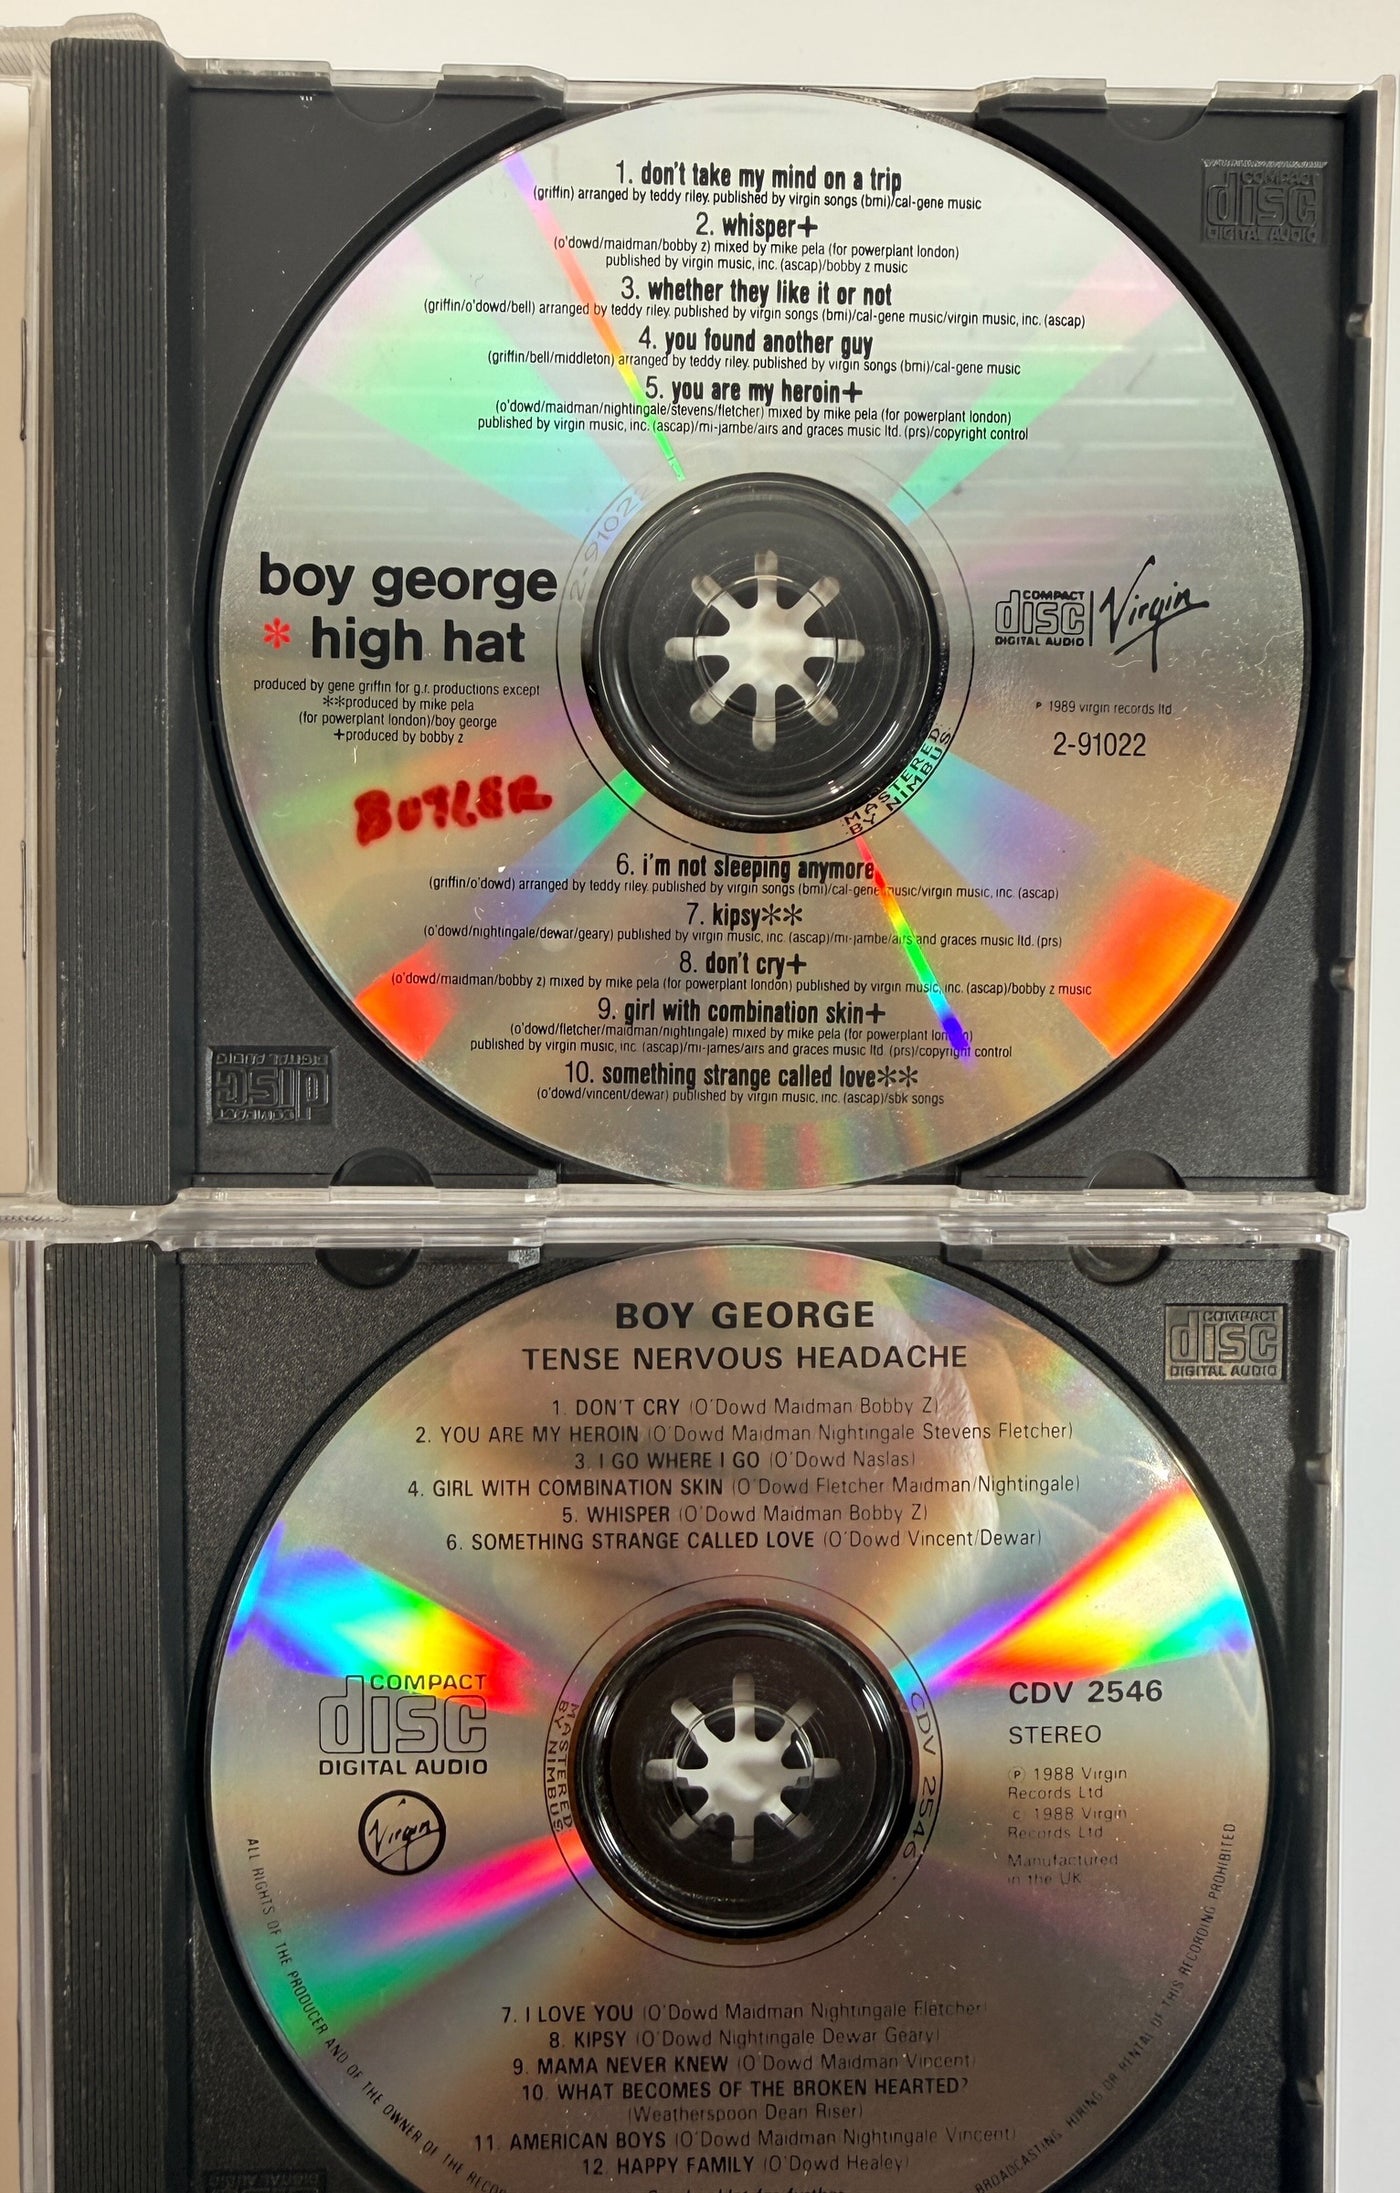 1. don't take my mind on a trip
(griffin) arranged by teddy riley. published by virgin songs (bmi)/cal-gene music
2. whisper+
(o'dowd/maidman/bobby z) mixed by mike pela (for powerplant london)
published by virgin music, inc. (ascap)/bobby z music
3. whether they like it or not
(griffin/o'dowd/bell) arranged by teddy riley. published by virgin songs (bmi)/cal-gene music/virgin music, inc. (ascap)
4. you found another guy
(griffin/bell/middleton) arranged by teddy riley. published by virgin songs (bmi)/cal-gene music
5. you are my heroin+
(o'dowd/maidman/nightingale/stevens/fletcher) mixed by mike pela (for powerplant london)
published by virgin music, inc. (ascap)/mi-jambe/airs and graces music ltd. (prs)/copyright control
2-91022
boy george
* high hat
produced by gene griffin for g.r. productions except
**produced by mike pela
(for powerplant london)/boy george
+produced by bobby z
BUTLER
COMPACT
disc
DIGITAL AUDIO
Virgin
℗ 1989 virgin records ltd
2-91022
MASTERED
BY NIMBUS
6. i'm not sleeping anymore
(griffin/o'dowd) arranged by teddy riley. published by virgin songs (bmi)/cal-gene music/virgin music, inc. (ascap)
7. kipsy**
(o'dowd/nightingale/dewar/geary) published by virgin music, inc. (ascap)/mi-jambe/airs and graces music ltd. (prs)
8. don't cry+
(o'dowd/maidman/bobby z) mixed by mike pela (for powerplant london) published by virgin music, inc. (ascap)/bobby z music
9. girl with combination skin+
(o'dowd/fletcher/maidman/nightingale) mixed by mike pela (for powerplant london)
published by virgin music, inc. (ascap)/mi-james/airs and graces music ltd. (prs)/copyright control
10. something strange called love**
(o'dowd/vincent/dewar) published by virgin music, inc. (ascap)/sbk songs
COMPACT
disc
DIGITAL AUDIO
COMPACT
disc
DIGITAL AUDIO
BOY GEORGE
TENSE NERVOUS HEADACHE
1. DON'T CRY (O'Dowd Maidman Bobby Z)
2. YOU ARE MY HEROIN (O'Dowd Maidman Nightingale Stevens Fletcher)
3. I GO WHERE I GO (O'Dowd Naslas)
4. GIRL WITH COMBINATION SKIN (O'Dowd Fletcher Maidman/Nightingale)
5. WHISPER (O'Dowd Maidman Bobby Z)
6. SOMETHING STRANGE CALLED LOVE (O'Dowd Vincent/Dewar)
COMPACT
disc
DIGITAL AUDIO
Virgin
MASTERED
BY NIMBUS
CDV 2546
CDV 2546
STEREO
℗ 1988 Virgin
Records Ltd
c 1988 Virgin
Records Ltd
Manufactured
in the UK
7. I LOVE YOU (O'Dowd Maidman Nightingale Fletcher)
8. KIPSY (O'Dowd Nightingale Dewar Geary)
9. MAMA NEVER KNEW (O'Dowd Maidman Vincent)
10. WHAT BECOMES OF THE BROKEN HEARTED?
(Weatherspoon Dean Riser)
11. AMERICAN BOYS (O'Dowd Maidman Nightingale Vincent)
12. HAPPY FAMILY (O'Dowd Healey)
ALL RIGHTS OF THE PRODUCER AND OF THE OWNER OF THE RECOR
BROADCASTING, HIRING OR RENTAL OF THIS RECORDING PROHIBITED
COMPACT
disc
DIGITAL AUDIO